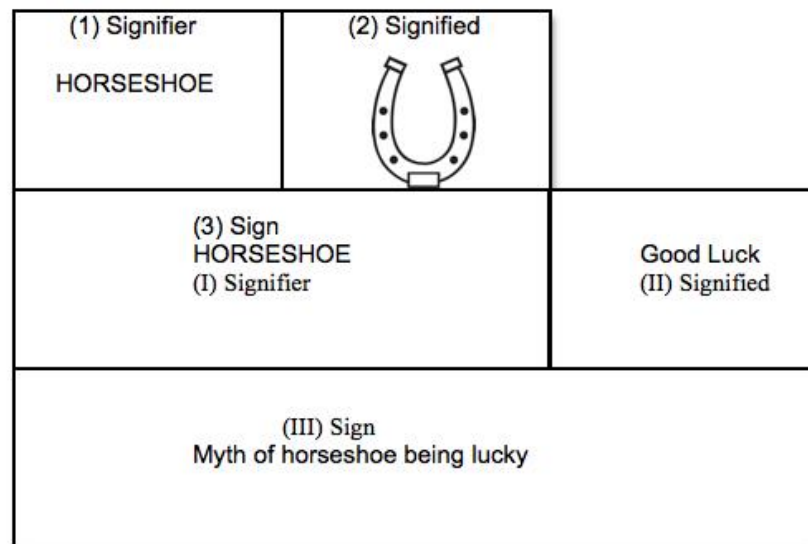 (1) Signifier
HORSESHOE
(2) Signified
(3) Sign
HORSESHOE
(I) Signifier
Good Luck
(II) Signified
(III) Sign
Myth of horseshoe being lucky